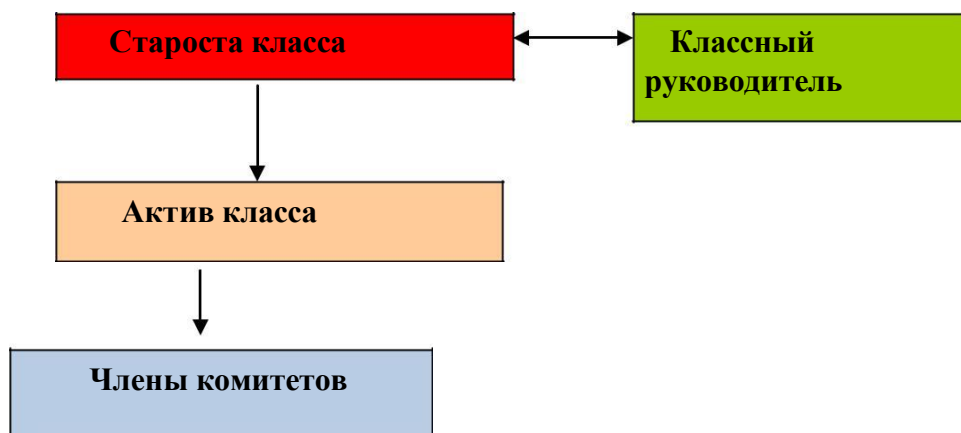 Староста класса
Классный
руководитель
Актив класса
Члены комитетов